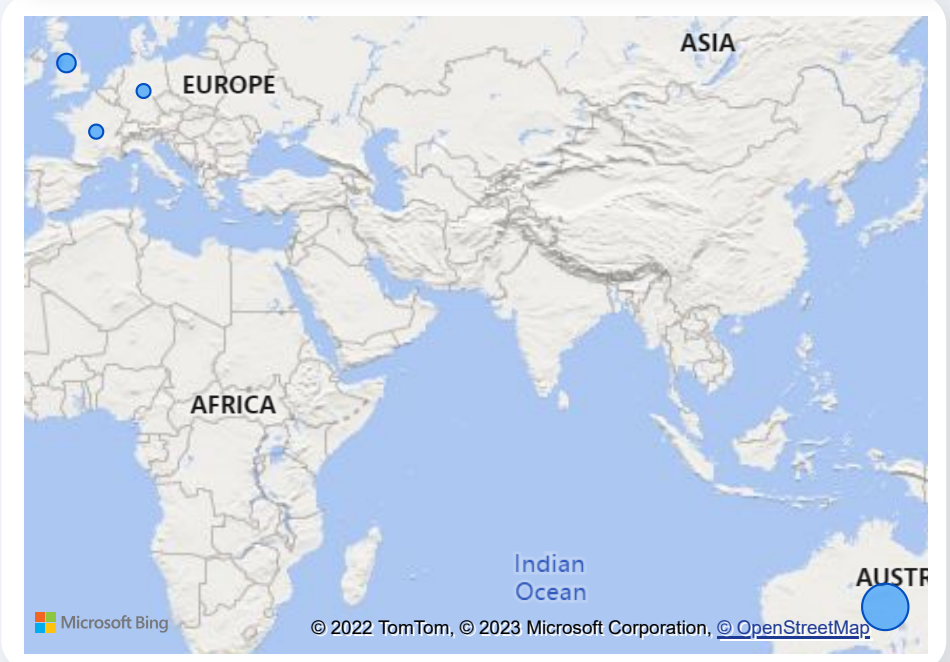 ASIA
EUROPE
AFRICA
Indian
Ocean
AUSTR
Microsoft Bing
© 2022 TomTom, © 2023 Microsoft Corporation, © OpenStreetMap